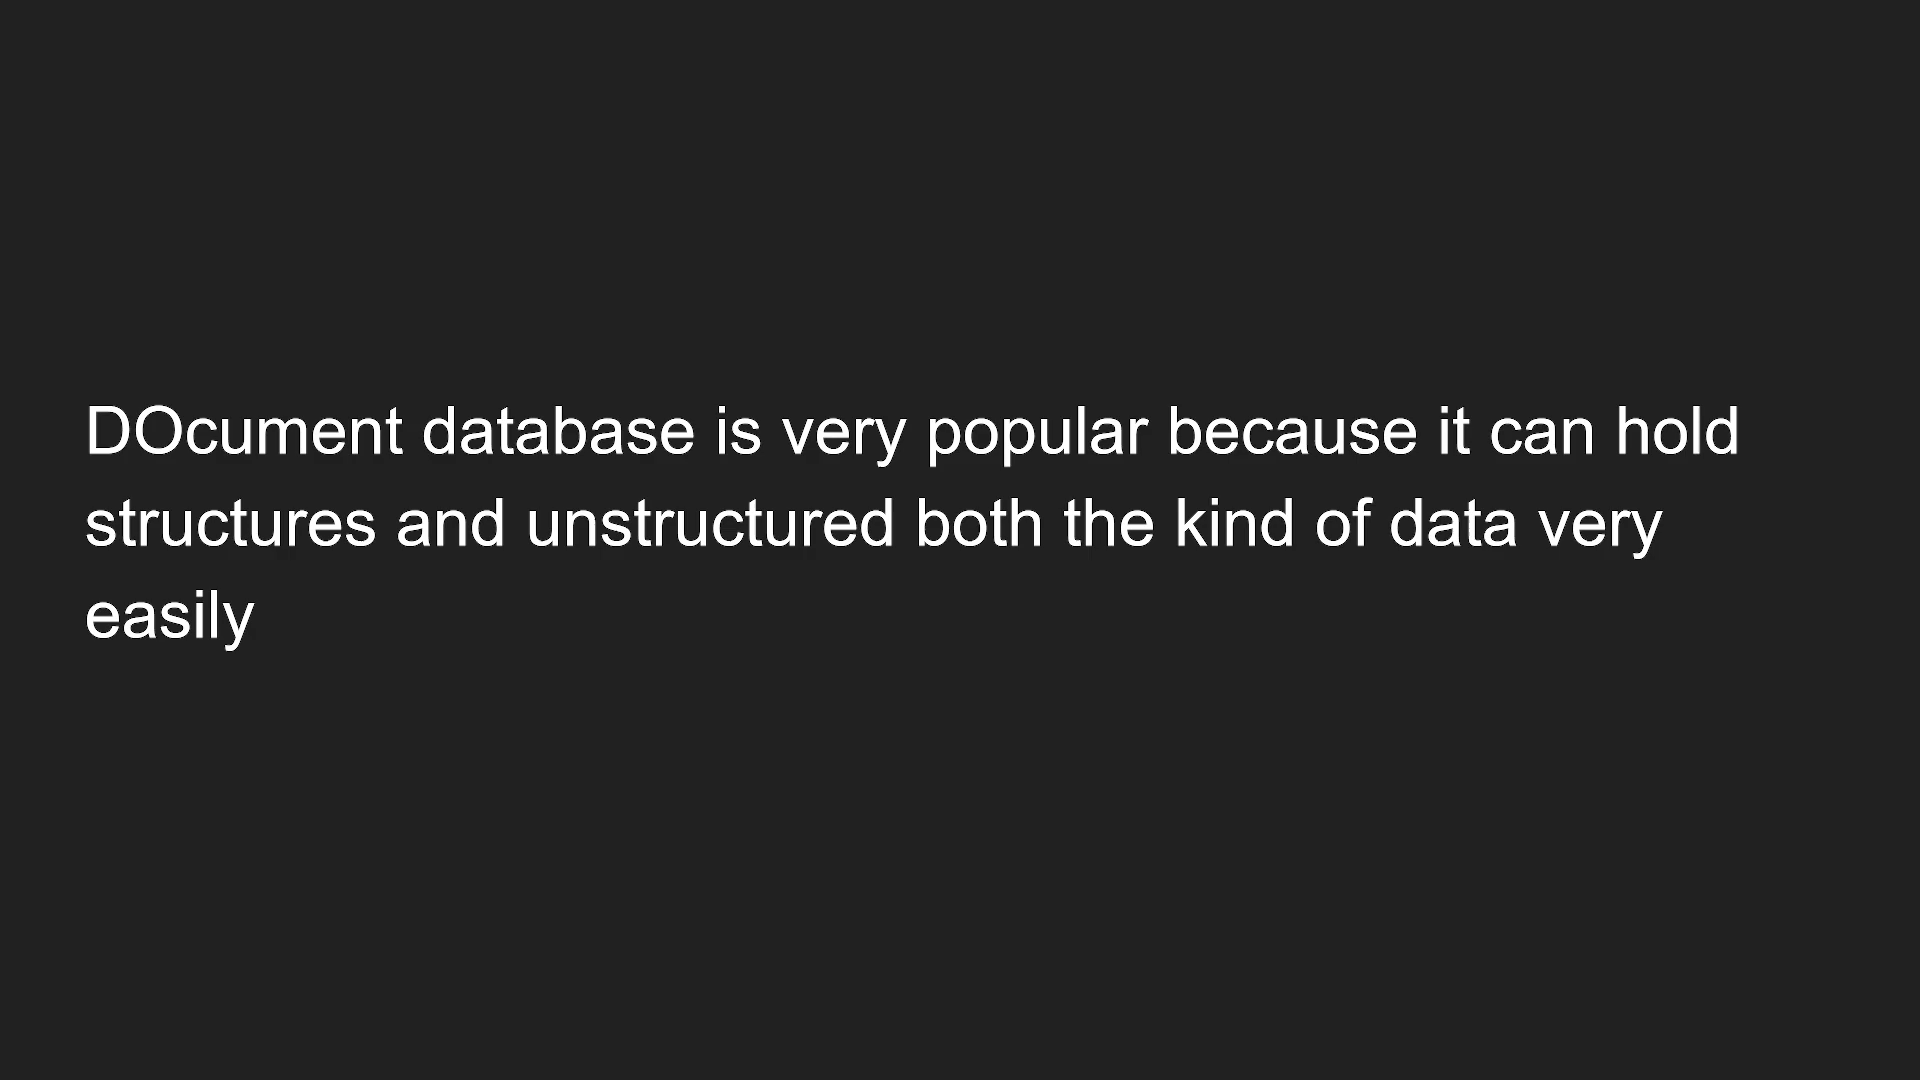 DOcument database is very popular because it can hold
structures and unstructured both the kind of data very
easily